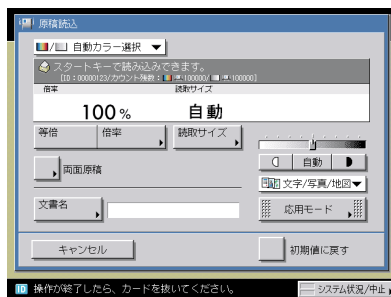 原稿読込
自動カラー選択
スタートキーで読み込みできます。
[ID:00000123/カウント残数: 100000/ 100000]
倍率 読取サイズ
100% 自動
等倍 倍率 読取サイズ
両面原稿
自動
文字/写真/地図
文書名
応用モード
キャンセル 初期値に戻す
ID 操作が終了したら、カードを抜いてください。 システム状況/中止